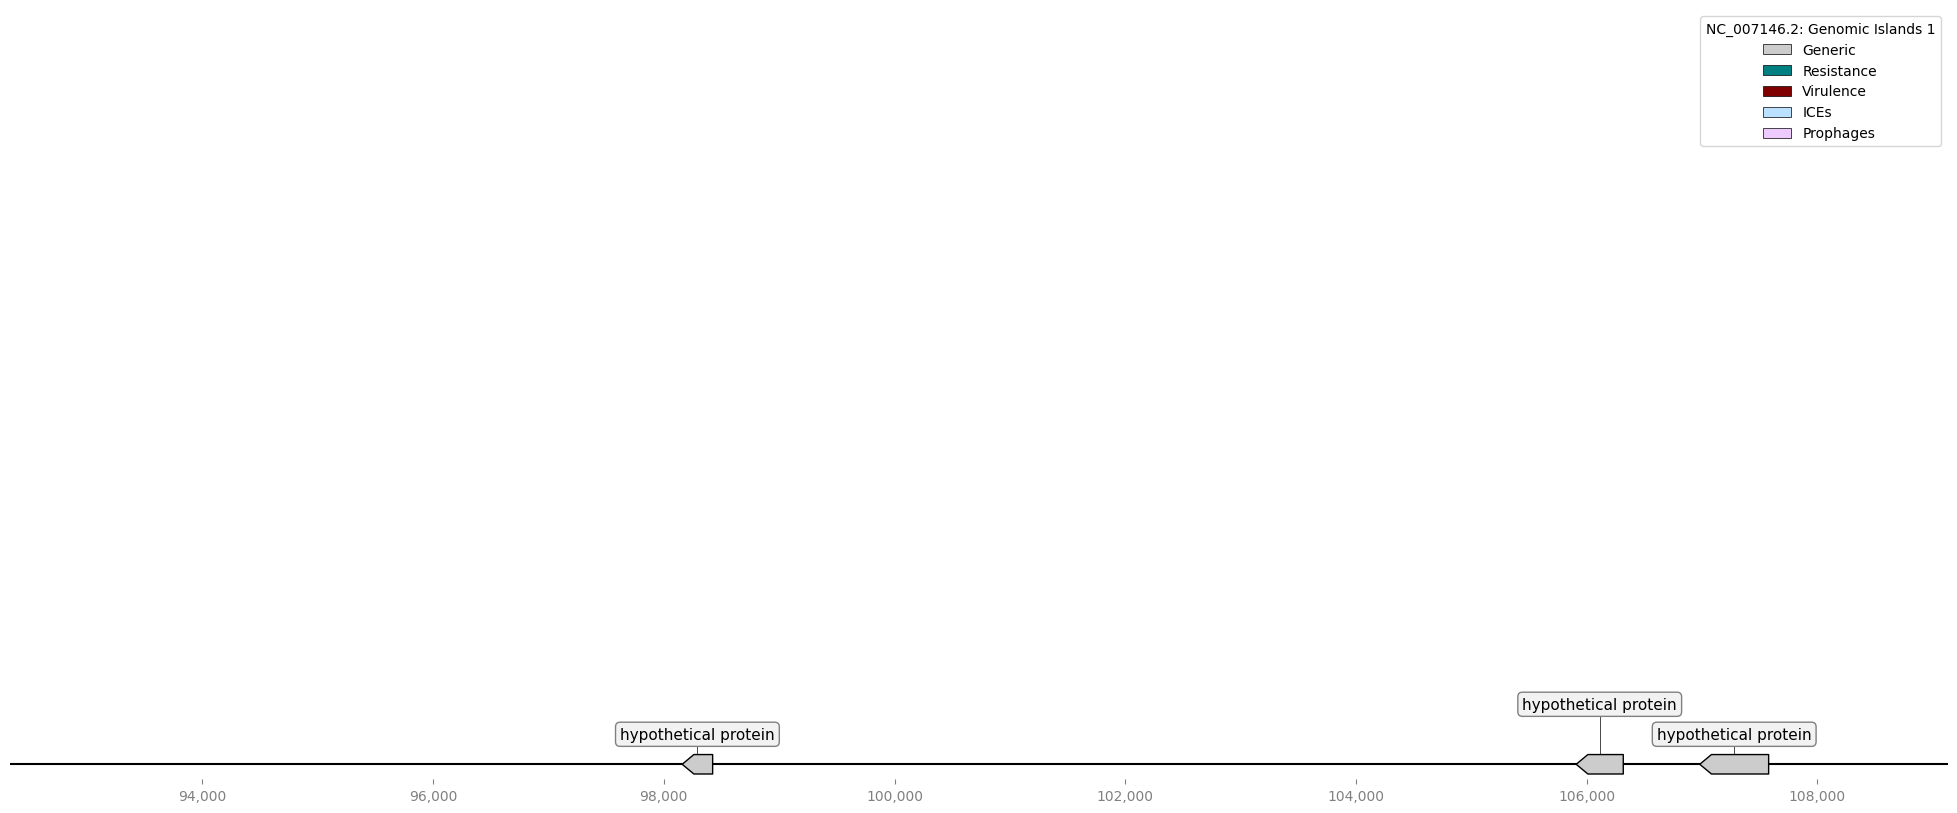 NC_007146.2: Genomic Islands 1
Generic
Resistance
Virulence
ICEs
Prophages
hypothetical protein
hypothetical protein
hypothetical protein
94,000
96,000
98,000
100,000
102,000
104,000
106,000
108,000